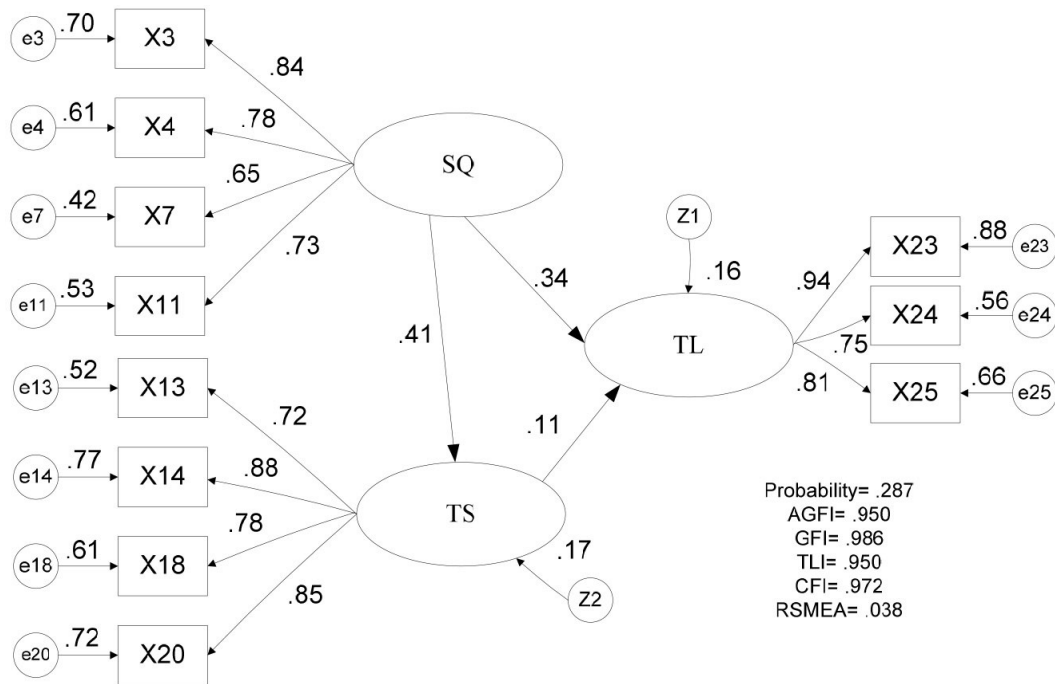 e3
.70
X3
.84
e4
.61
X4
.78
e7
.42
X7
.65
e11
.53
X11
.73
SQ
.34
.41
Z1
.16
TL
.94
X23
.88
e23
X24
.56
e24
.75
.81
X25
.66
e25
e13
.52
X13
.72
e14
.77
X14
.88
e18
.61
X18
.78
e20
.72
X20
.85
TS
.11
.17
Z2
Probability= .287
AGFI= .950
GFI= .986
TLI= .950
CFI= .972
RSMEA= .038